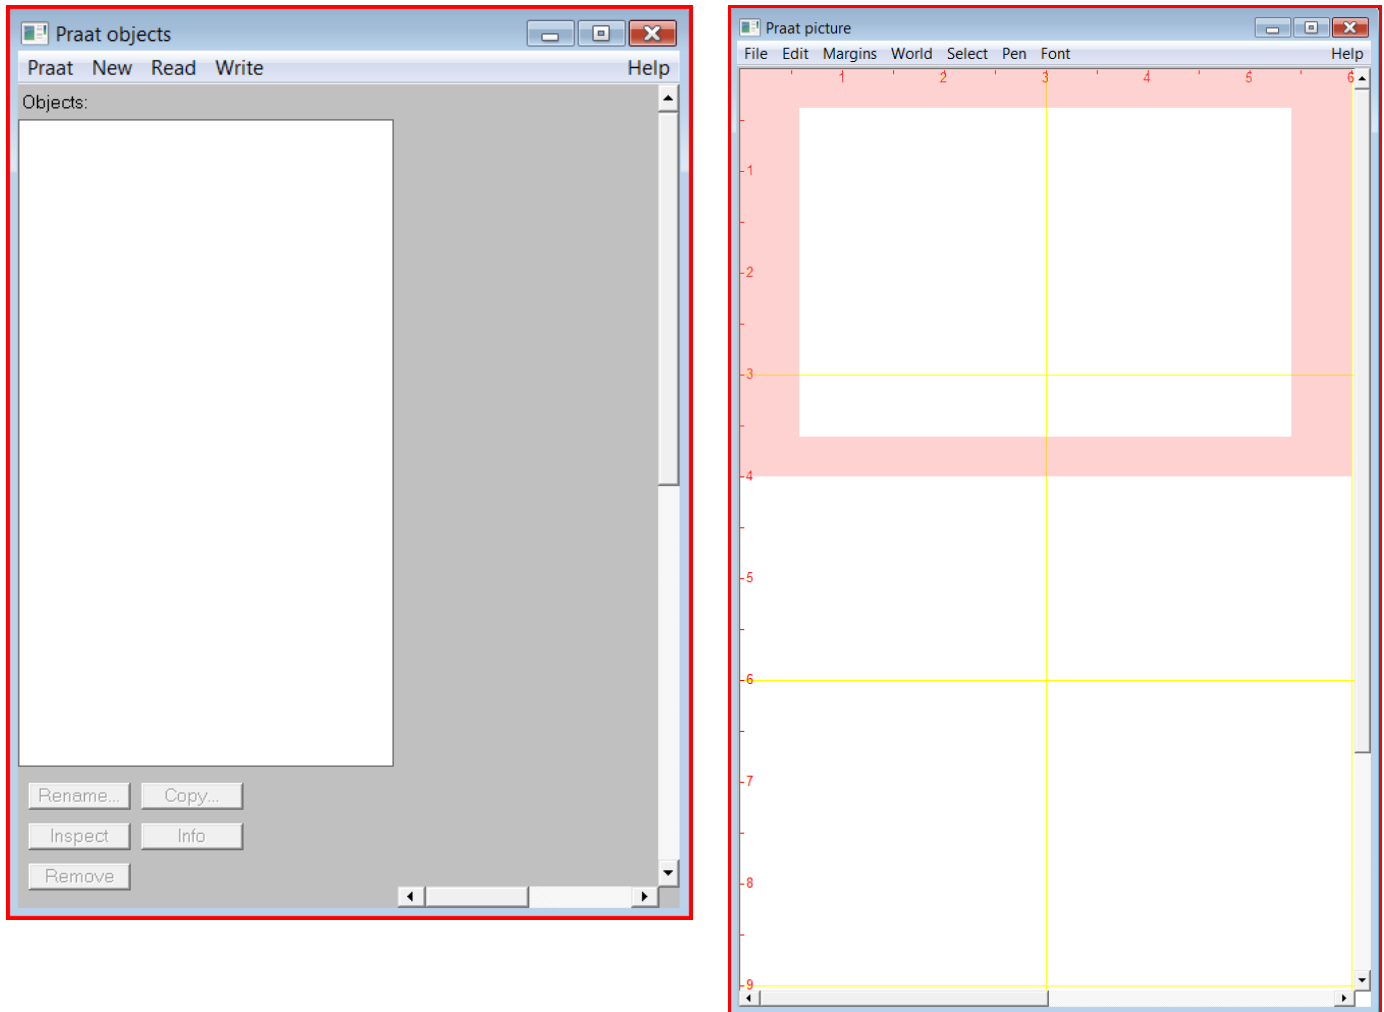 Praat objects
Praat New Read Write Help
Objects:
Rename... Copy...
Inspect Info
Remove
Praat picture
File Edit Margins World Select Pen Font Help
1 2 3 4 5 6
1
2
3
4
5
6
7
8
9